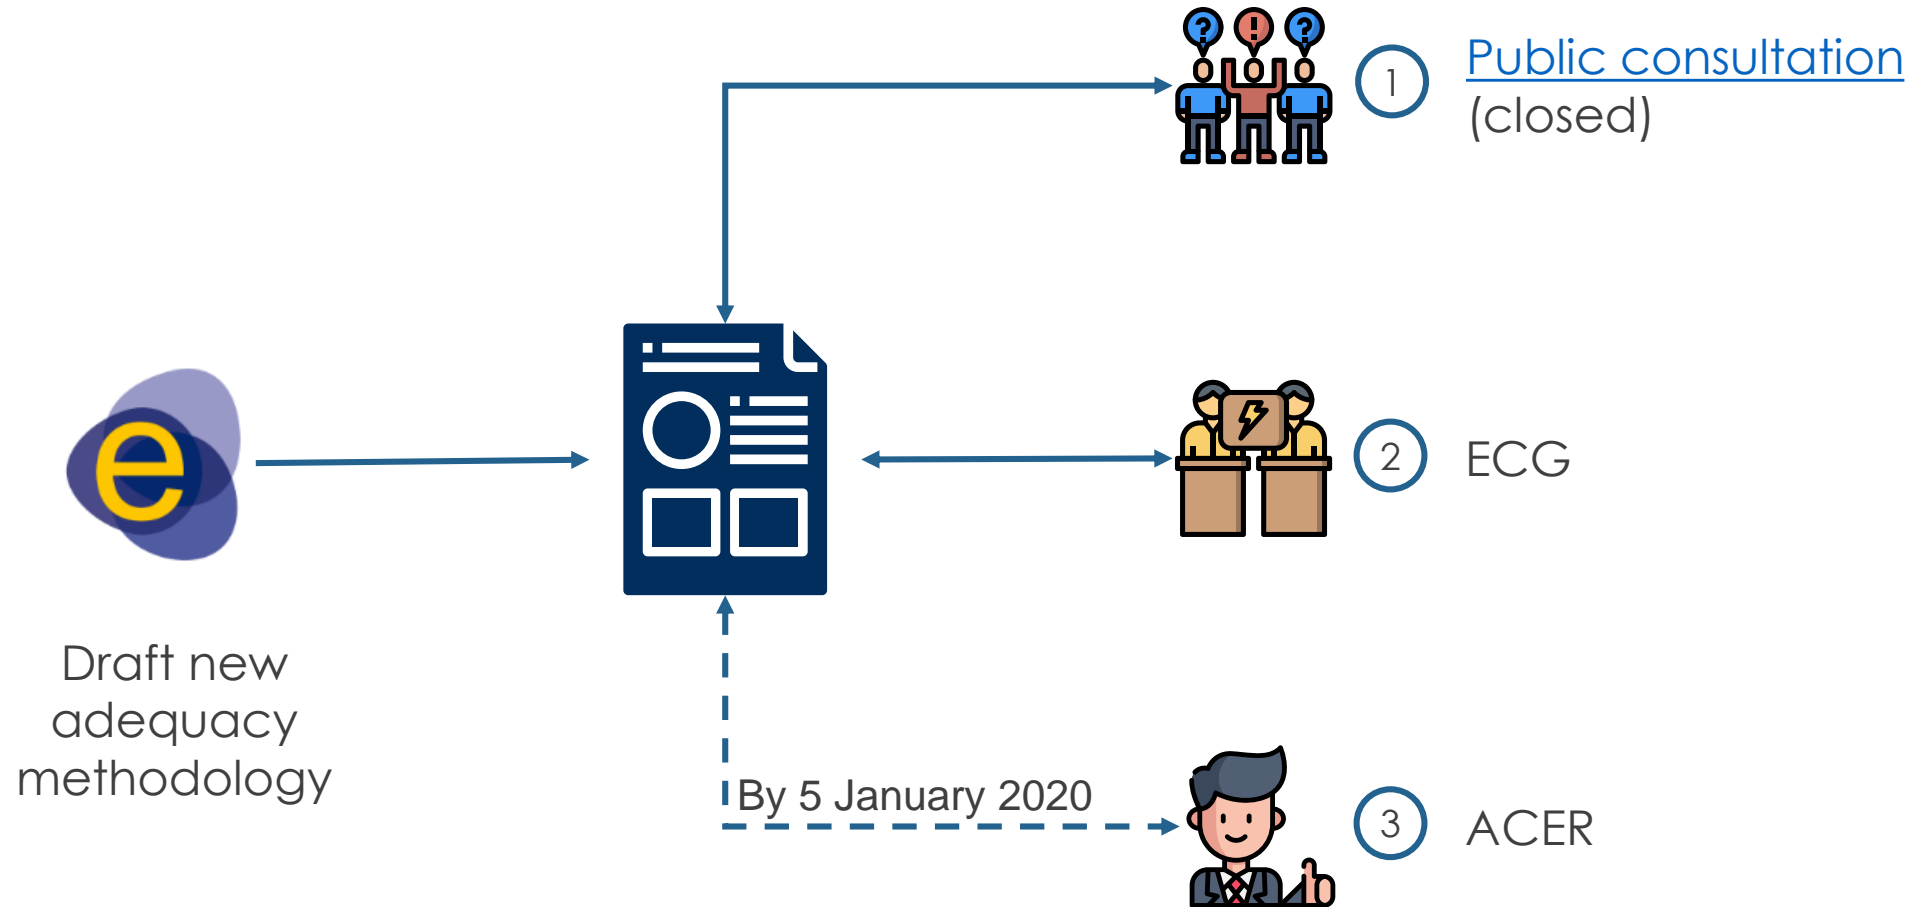 ? ! ?
1
Public consultation
(closed)
e
2
ECG
Draft new
adequacy
methodology
By 5 January 2020
3
ACER